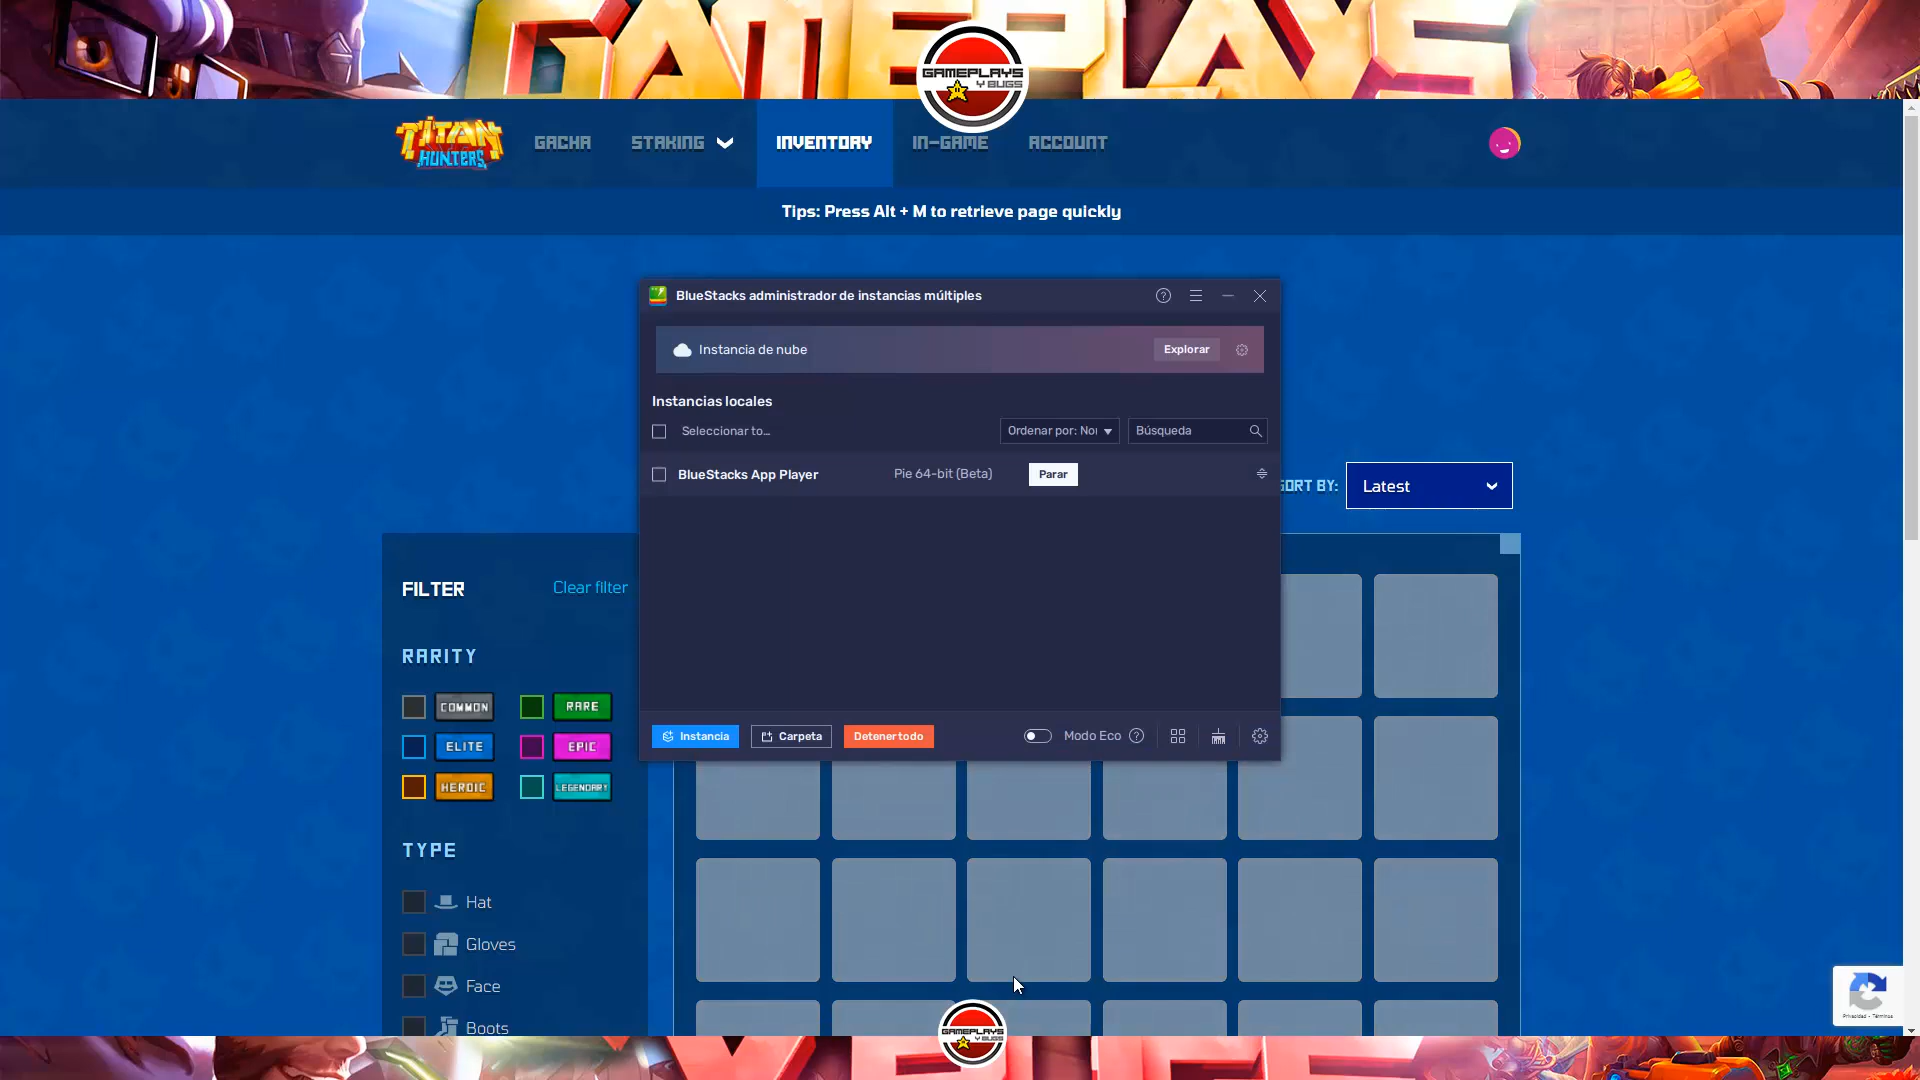 GAMEPLAYS
GAMEPLAYS
Y BUGS
TITAN
HUNTERS
GACHA
STAKING
INVENTORY
IN-GAME
ACCOUNT
Tips: Press Alt + M to retrieve page quickly
BlueStacks administrador de instancias múltiples
Instancia de nube
Explorar
Instancias locales
Seleccionar to...
Ordenar por: No
Búsqueda
BlueStacks App Player
Pie 64-bit (Beta)
Parar
SORT BY:
Latest
FILTER
Clear filter
RARITY
COMMON
RARE
ELITE
EPIC
HEROIC
LEGENDARY
Instancia
Carpeta
Detener todo
Modo Eco
TYPE
Hat
Gloves
Face
Boots
Privacidad - Términos
GAMEPLAYS
Y BUGS